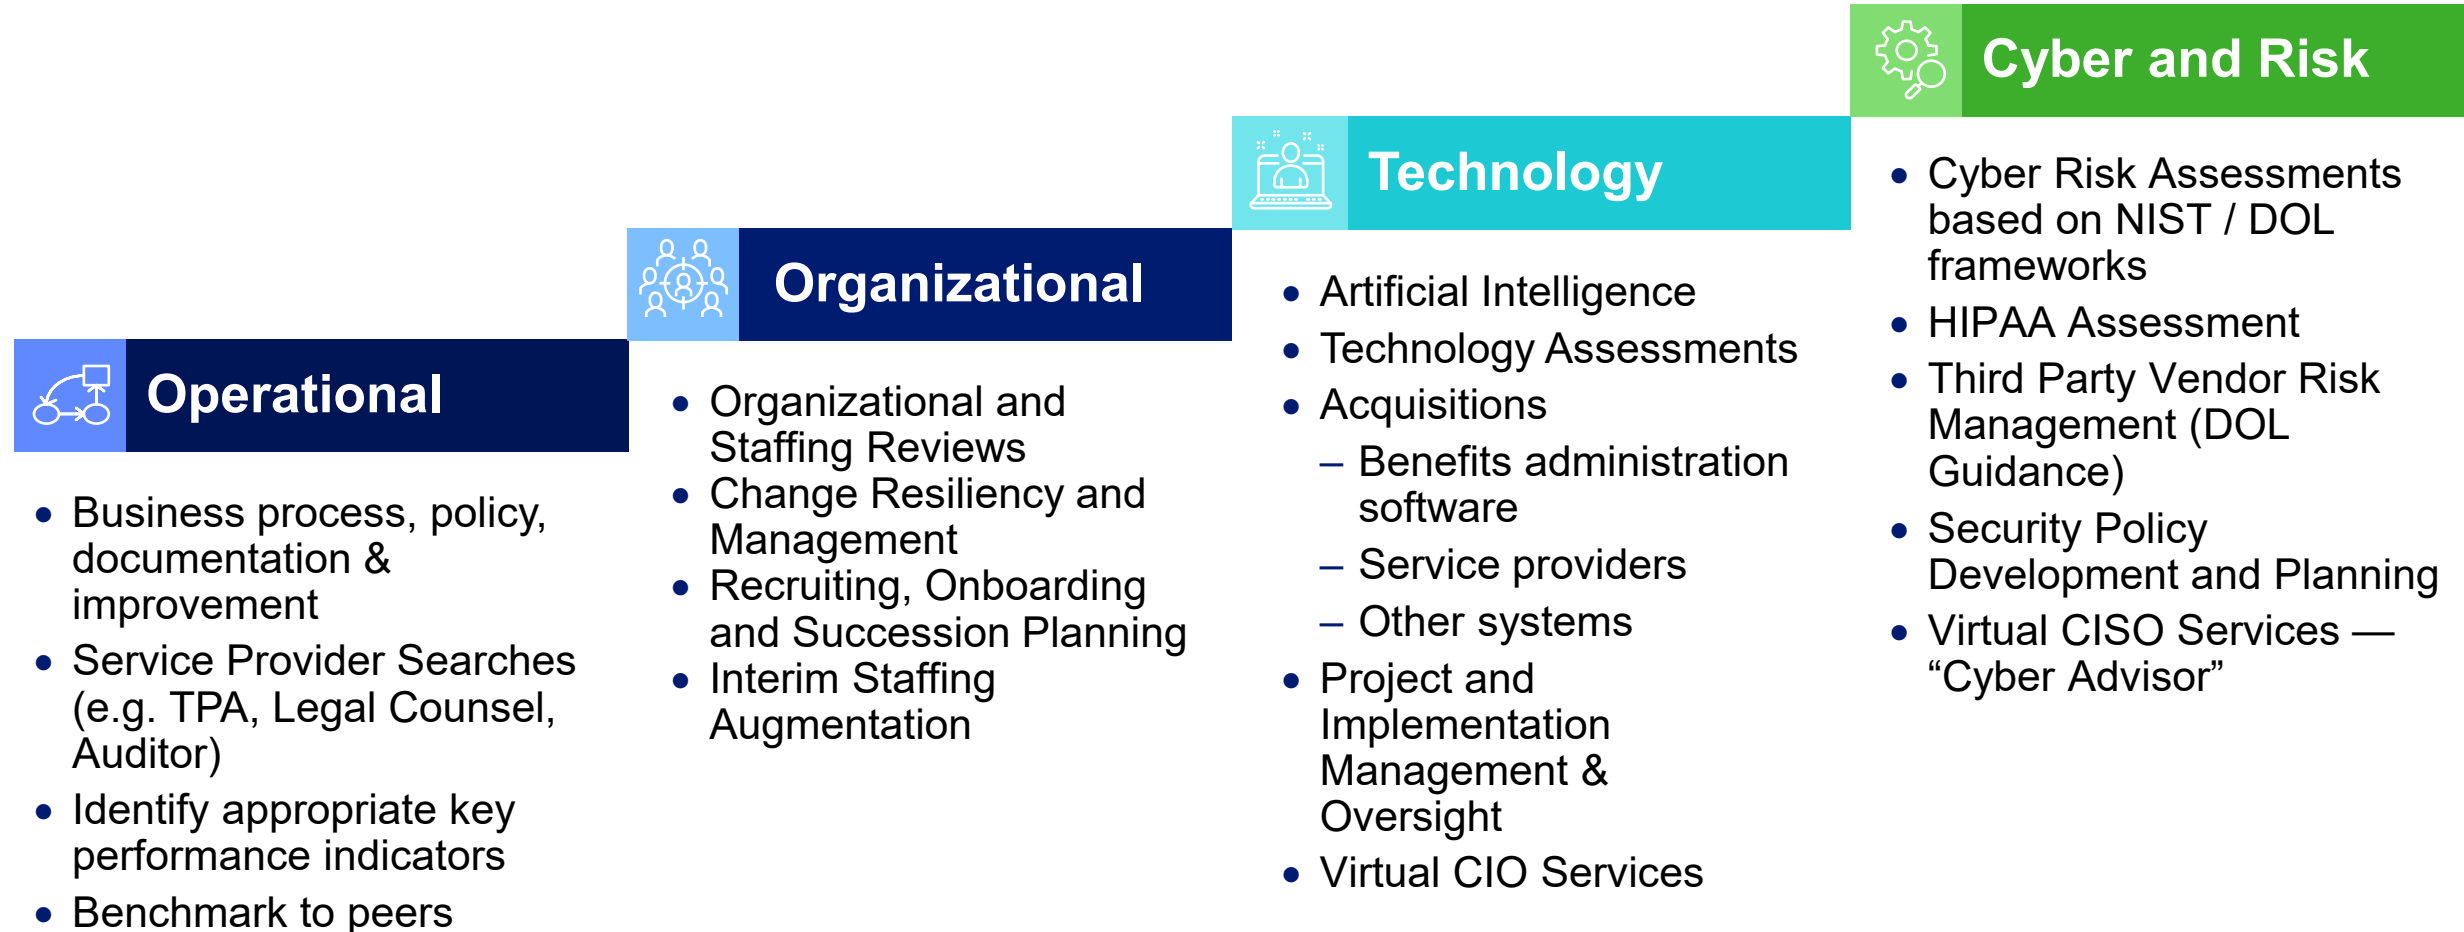 Operational
Business process, policy,
documentation &
improvement
Service Provider Searches
(e.g. TPA, Legal Counsel,
Auditor)
Identify appropriate key
performance indicators
Benchmark to peers
Organizational
Organizational and
Staffing Reviews
Change Resiliency and
Management
Recruiting, Onboarding
and Succession Planning
Interim Staffing
Augmentation
Technology
Artificial Intelligence
Technology Assessments
Acquisitions
– Benefits administration
software
– Service providers
– Other systems
Project and
Implementation
Management &
Oversight
Virtual CIO Services
Cyber and Risk
Cyber Risk Assessments
based on NIST / DOL
frameworks
HIPAA Assessment
Third Party Vendor Risk
Management (DOL
Guidance)
Security Policy
Development and Planning
Virtual CISO Services —
“Cyber Advisor”